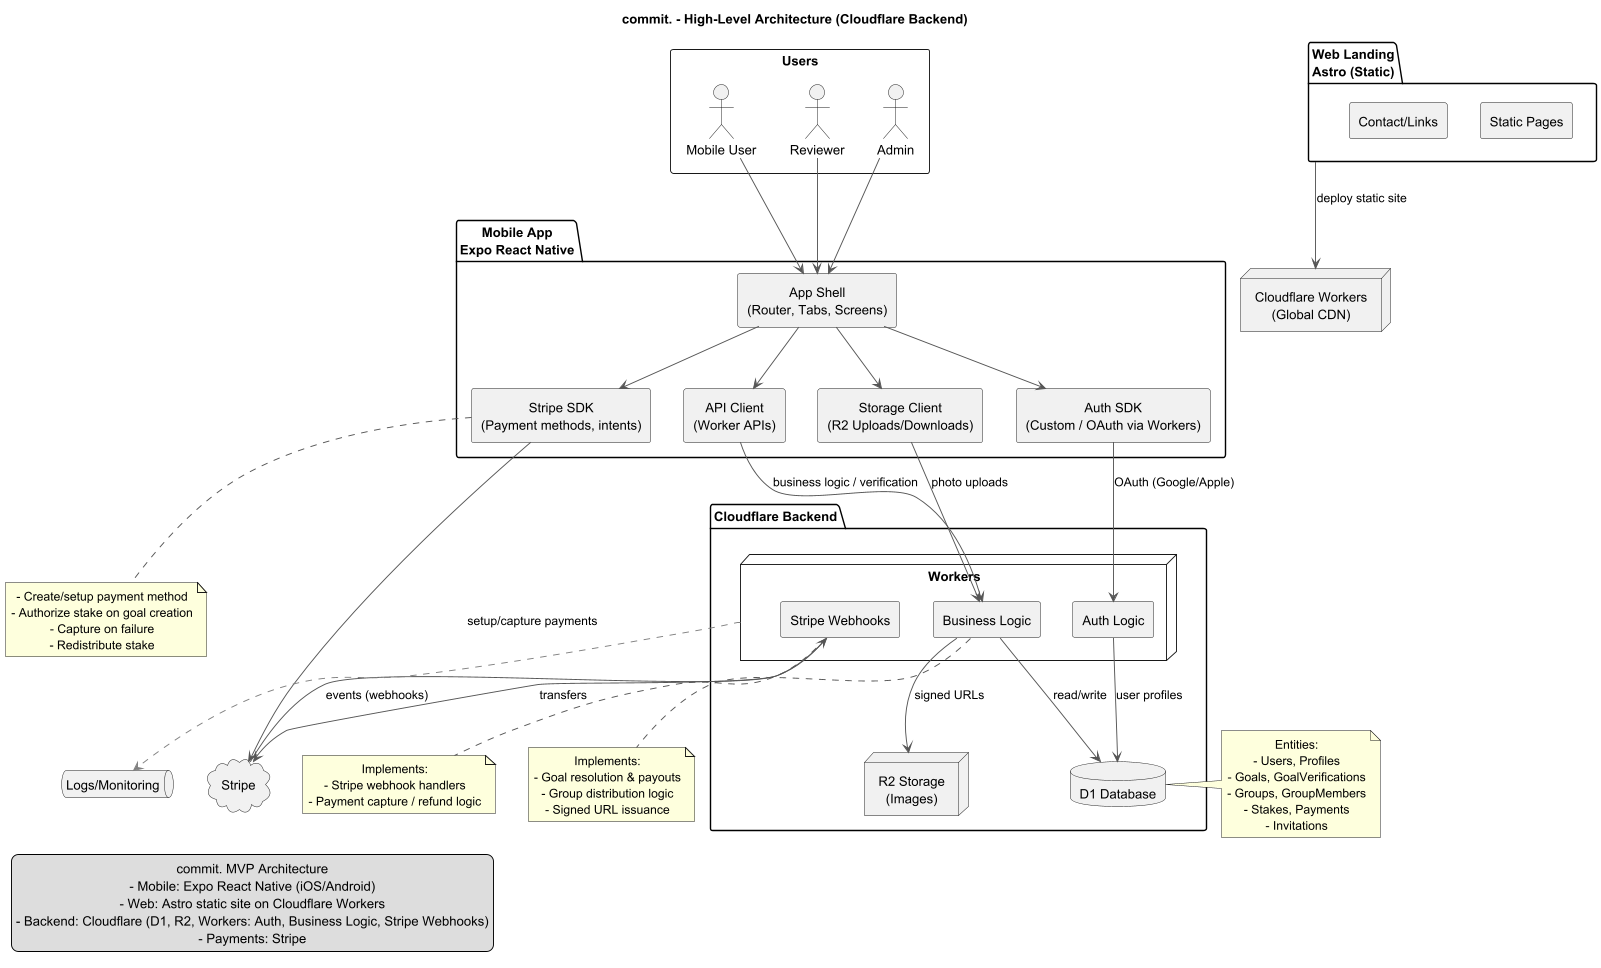 commit. - High-Level Architecture (Cloudflare Backend)
Users
Mobile User
Reviewer
Admin
Web Landing
Astro (Static)
Contact/Links
Static Pages
deploy static site
Cloudflare Workers
(Global CDN)
Mobile App
Expo React Native
App Shell
(Router, Tabs, Screens)
Stripe SDK
(Payment methods, intents)
API Client
(Worker APIs)
Storage Client
(R2 Uploads/Downloads)
Auth SDK
(Custom / OAuth via Workers)
business logic / verification
photo uploads
OAuth (Google/Apple)
Cloudflare Backend
Workers
Stripe Webhooks
Business Logic
Auth Logic
- Create/setup payment method
- Authorize stake on goal creation
- Capture on failure
- Redistribute stake
setup/capture payments
events (webhooks)
transfers
signed URLs
read/write
user profiles
Logs/Monitoring
Stripe
Implements:
- Stripe webhook handlers
- Payment capture / refund logic
Implements:
- Goal resolution & payouts
- Group distribution logic
- Signed URL issuance
R2 Storage
(Images)
D1 Database
Entities:
- Users, Profiles
- Goals, GoalVerifications
- Groups, GroupMembers
- Stakes, Payments
- Invitations
commit. MVP Architecture
- Mobile: Expo React Native (iOS/Android)
- Web: Astro static site on Cloudflare Workers
- Backend: Cloudflare (D1, R2, Workers: Auth, Business Logic, Stripe Webhooks)
- Payments: Stripe